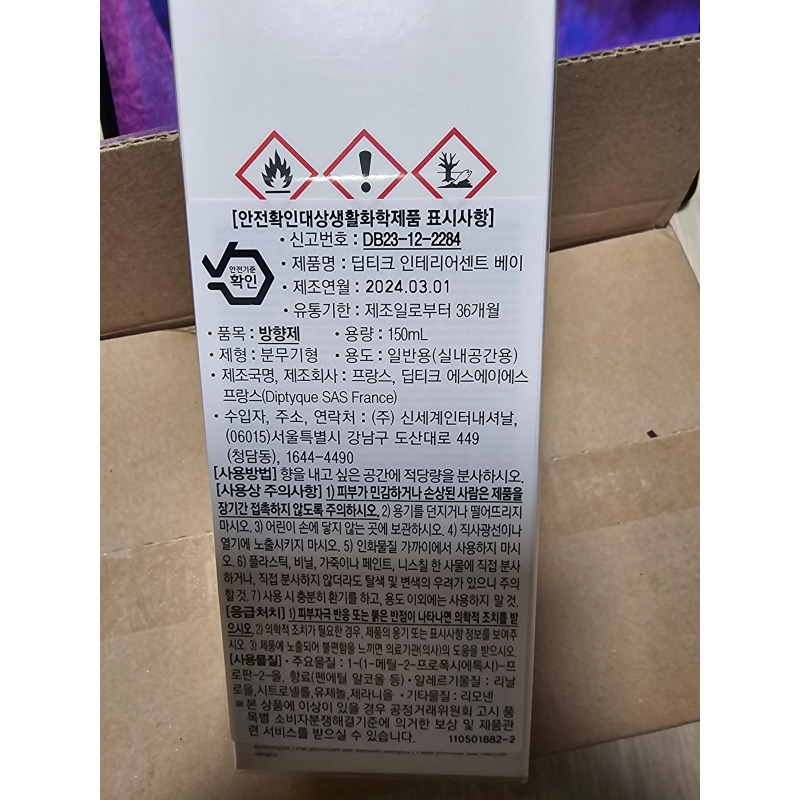 [안전확인대상생활화학제품 표시사항]
· 신고번호 : DB23-12-2284
안전기준
확인
· 제품명 : 딥티크 인테리어센트 베이
· 제조연월 : 2024.03.01
· 유통기한 : 제조일로부터 36개월
· 품목 : 방향제 · 용량 : 150mL
· 제형 : 분무기형 · 용도 : 일반용(실내공간용)
· 제조국명, 제조회사 : 프랑스, 딥티크 에스에이에스
프랑스(Diptyque SAS France)
· 수입자, 주소, 연락처 : (주) 신세계인터내셔날,
(06015)서울특별시 강남구 도산대로 449
(청담동), 1644-4490
[사용방법] 향을 내고 싶은 공간에 적당량을 분사하시오.
[사용상 주의사항] 1) 피부가 민감하거나 손상된 사람은 제품을
장기간 접촉하지 않도록 주의하시오. 2) 용기를 던지거나 떨어뜨리지
마시오. 3) 어린이 손에 닿지 않는 곳에 보관하시오. 4) 직사광선이나
열기에 노출시키지 마시오. 5) 인화물질 가까이에서 사용하지 마시
오. 6) 플라스틱, 비닐, 가죽이나 페인트, 니스칠 한 사물에 직접 분사
하거나, 직접 분사하지 않더라도 탈색 및 변색의 우려가 있으니 주의
할 것. 7) 사용 시 충분히 환기를 하고, 용도 이외에는 사용하지 말 것.
[응급처치] 1) 피부자극 반응 또는 붉은 반점이 나타나면 의학적 조치를 받
으시오. 2) 의학적 조치가 필요한 경우, 제품의 용기 또는 표시사항 정보를 보여주
시오. 3) 제품에 노출되어 불편함을 느끼면 의료기관(의사)의 도움을 받으시오.
[사용물질] · 주요물질 : 1-(1-메틸-2-프로폭시에톡시)-프
로판-2-올, 향료(펜에틸 알코올 등) · 알레르기물질 : 리날
로올,시트로넬롤,유제놀,제라니올 · 기타물질 : 리모넨
※ 본 상품에 이상이 있을 경우 공정거래위원회 고시 품
목별 소비자분쟁해결기준에 의거한 보상 및 제품관
련 서비스를 받으실 수 있습니다. 110501882-2